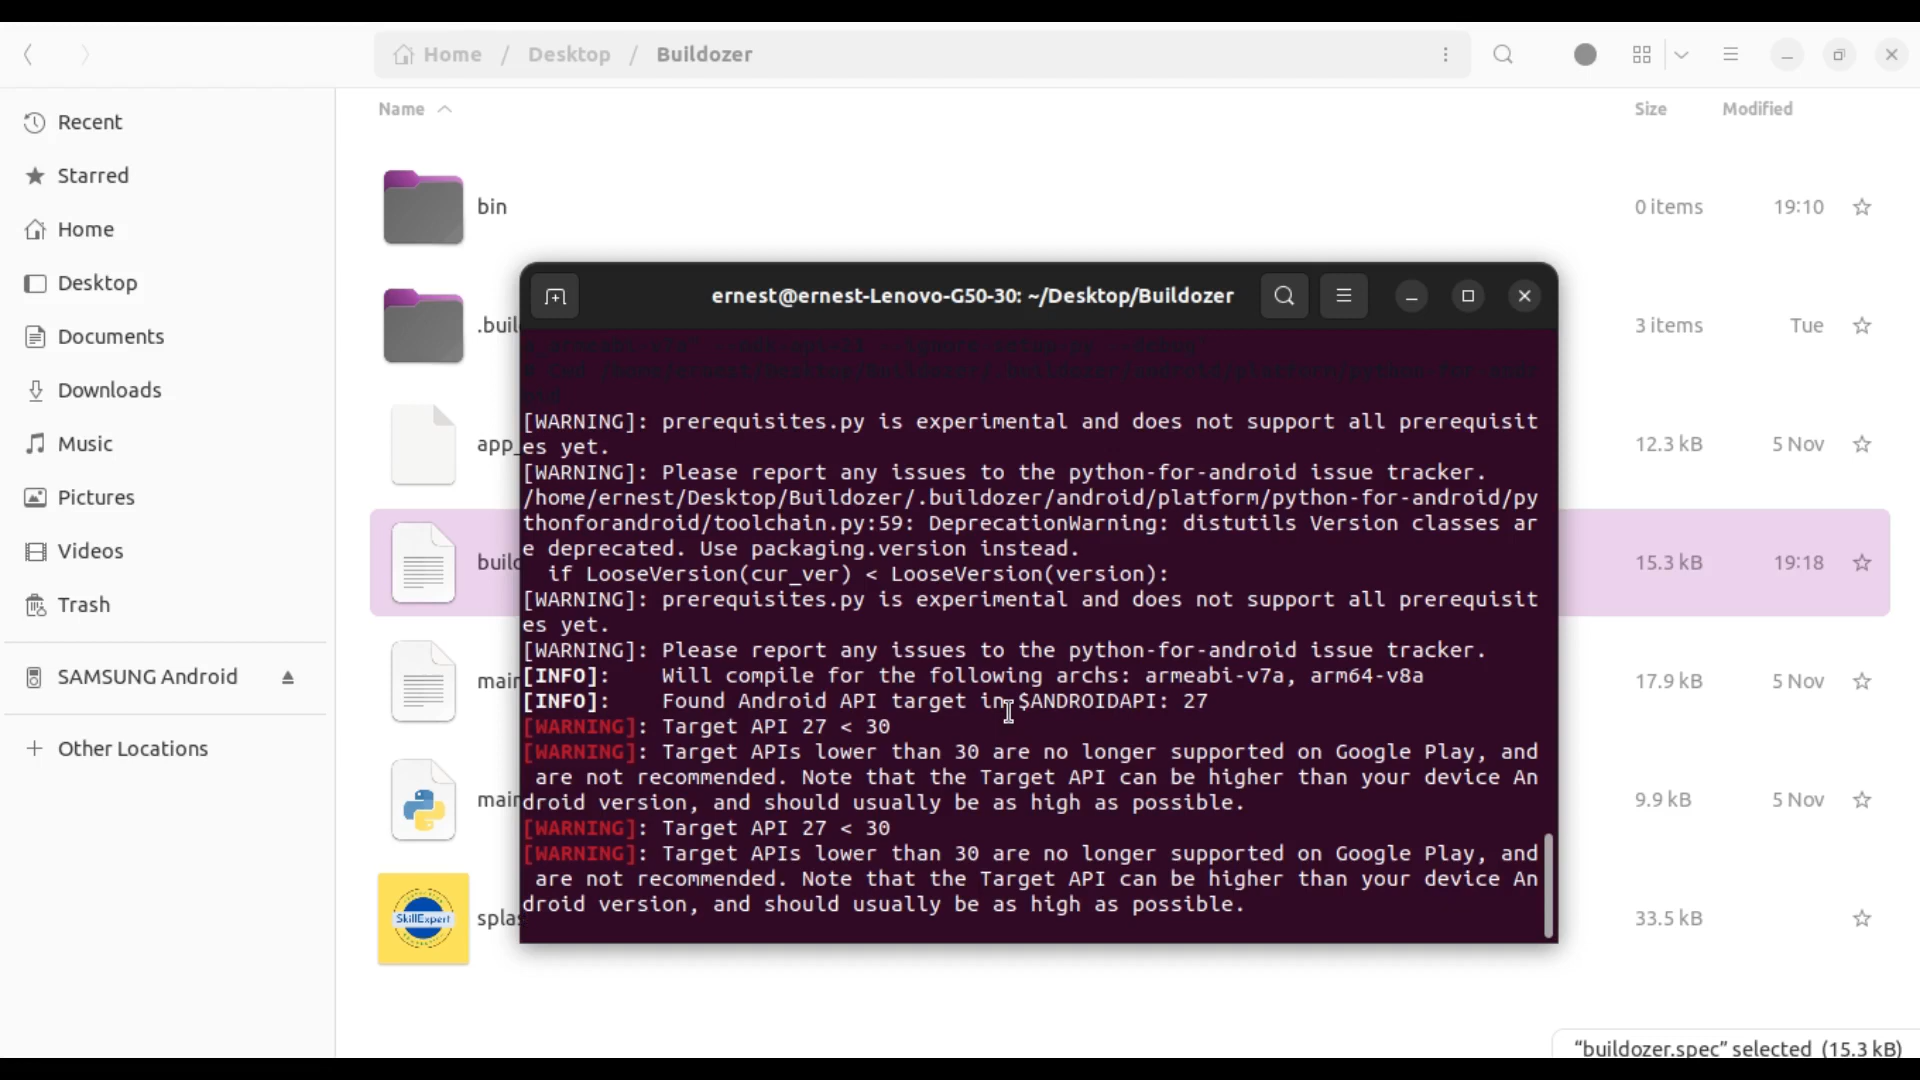 Home / Desktop / Buildozer
Name Size Modified
Recent
Starred
Home
Desktop
Documents
Downloads
Music
Pictures
Videos
Trash
SAMSUNG Android
Other Locations
bin 0 items 19:10
.buil 3 items Tue
app_ 12.3 kB 5 Nov
builc 15.3 kB 19:18
mair 17.9 kB 5 Nov
mair 9.9 kB 5 Nov
SkillExpert
splas 33.5 kB
ernest@ernest-Lenovo-G50-30: ~/Desktop/Buildozer
[WARNING]: prerequisites.py is experimental and does not support all prerequisit
es yet.
[WARNING]: Please report any issues to the python-for-android issue tracker.
/home/ernest/Desktop/Buildozer/.buildozer/android/platform/python-for-android/py
thonforandroid/toolchain.py:59: DeprecationWarning: distutils Version classes ar
e deprecated. Use packaging.version instead.
if LooseVersion(cur_ver) < LooseVersion(version):
[WARNING]: prerequisites.py is experimental and does not support all prerequisit
es yet.
[WARNING]: Please report any issues to the python-for-android issue tracker.
[INFO]: Will compile for the following archs: armeabi-v7a, arm64-v8a
[INFO]: Found Android API target in $ANDROIDAPI: 27
[WARNING]: Target API 27 < 30
[WARNING]: Target APIs lower than 30 are no longer supported on Google Play, and
are not recommended. Note that the Target API can be higher than your device An
droid version, and should usually be as high as possible.
[WARNING]: Target API 27 < 30
[WARNING]: Target APIs lower than 30 are no longer supported on Google Play, and
are not recommended. Note that the Target API can be higher than your device An
droid version, and should usually be as high as possible.
"buildozer.spec" selected (15.3 kB)